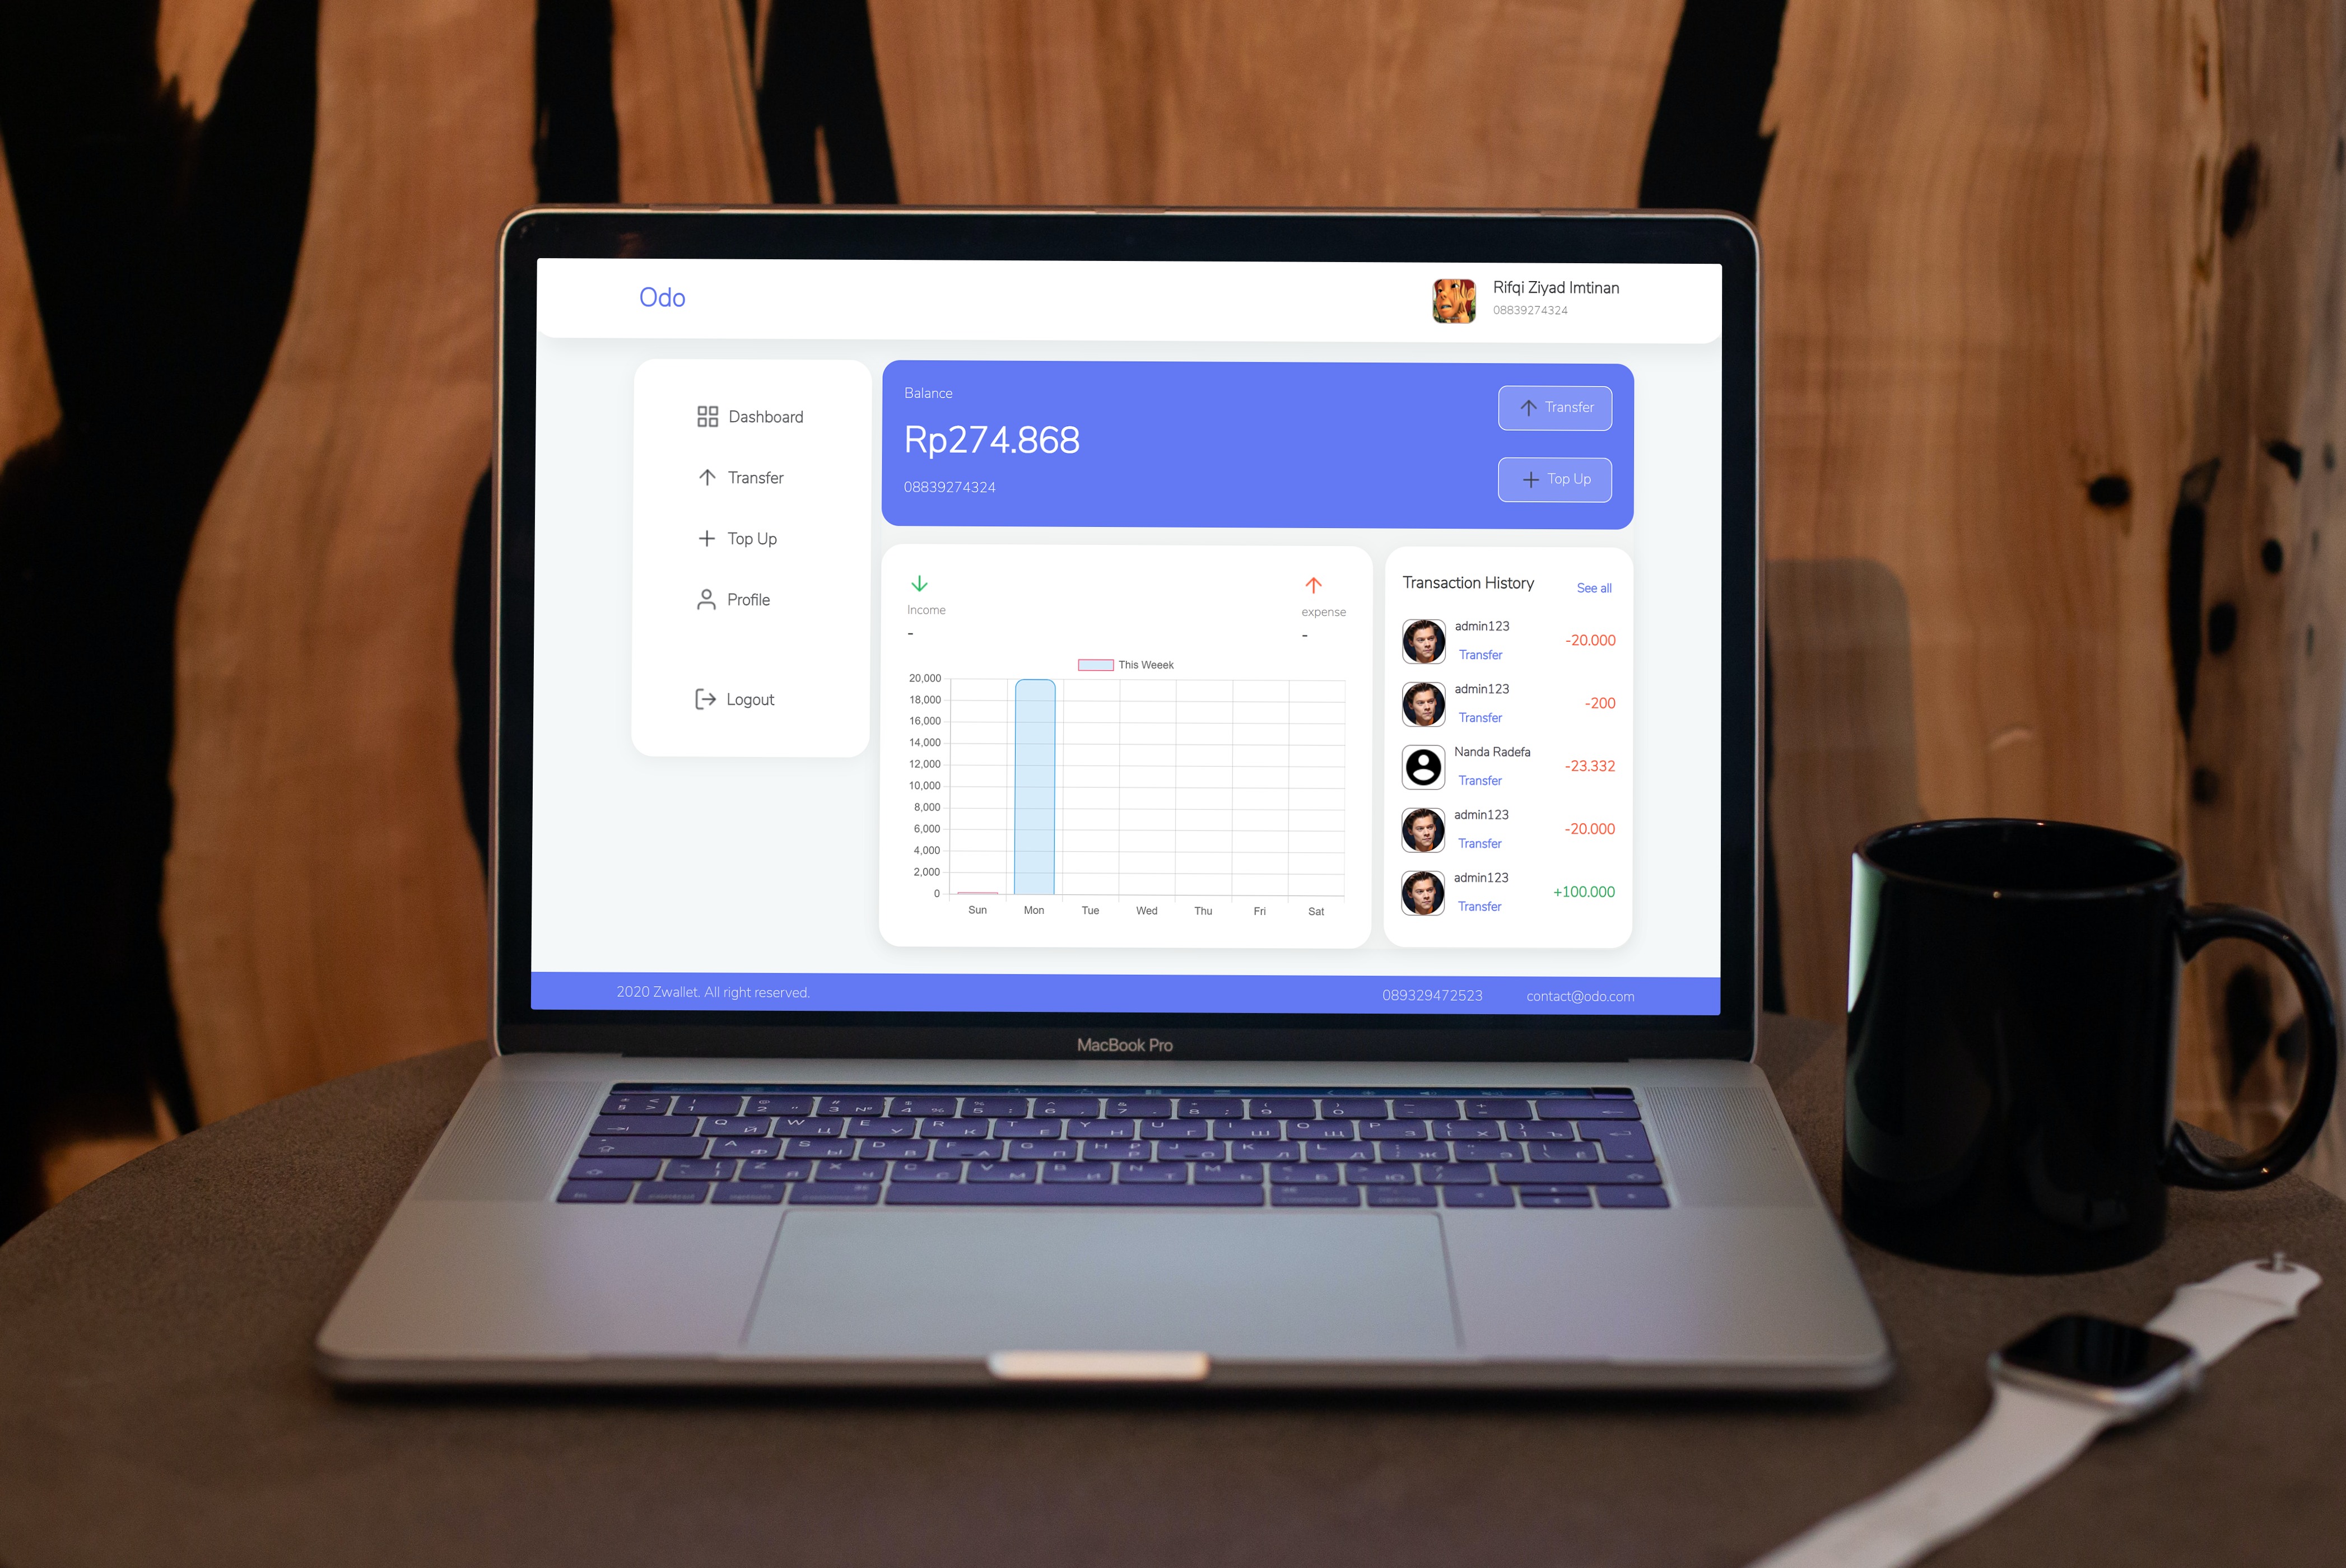 Odo
Rifqi Ziyad Imtinan
08839274324
Dashboard
Transfer
Top Up
Profile
Logout
Balance
Rp274.868
08839274324
Transfer
Top Up
Income
-
expense
-
This Weeek
20,000
18,000
16,000
14,000
12,000
10,000
8,000
6,000
4,000
2,000
0
Sun Mon Tue Wed Thu Fri Sat
Transaction History See all
admin123
Transfer
-20.000
admin123
Transfer
-200
Nanda Radefa
Transfer
-23.332
admin123
Transfer
-20.000
admin123
Transfer
+100.000
2020 Zwallet. All right reserved. 089329472523 contact@odo.com
MacBook Pro